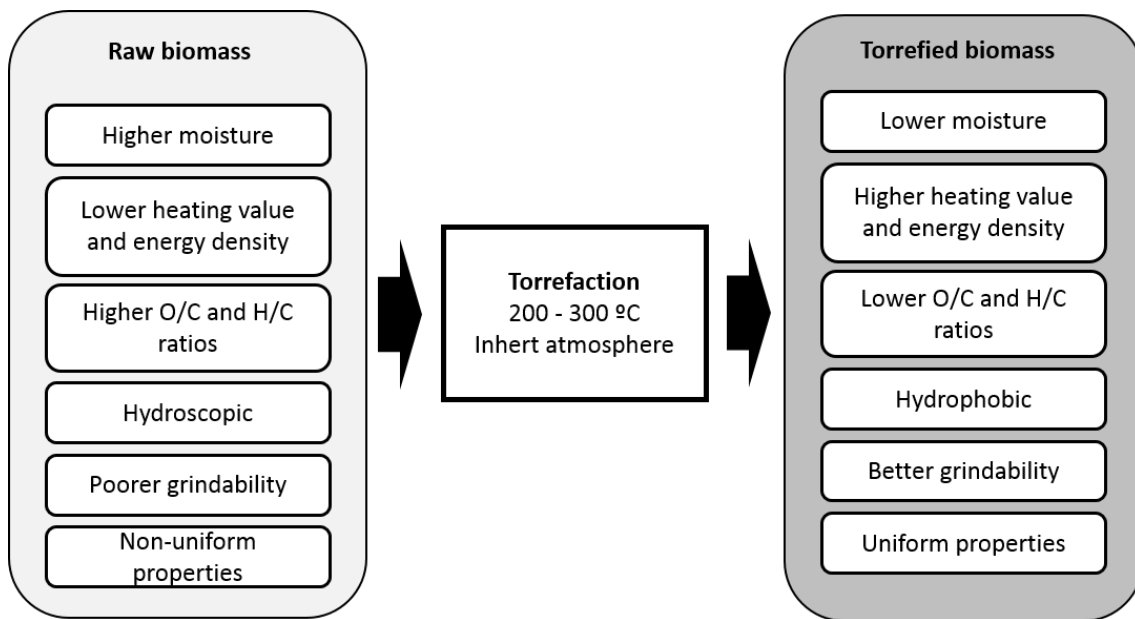 Raw biomass
Higher moisture
Lower heating value
and energy density
Higher O/C and H/C
ratios
Hydroscopic
Poorer grindability
Non-uniform
properties
Torrefaction
200 - 300 ºC
Inhert atmosphere
Torrefied biomass
Lower moisture
Higher heating value
and energy density
Lower O/C and H/C
ratios
Hydrophobic
Better grindability
Uniform properties